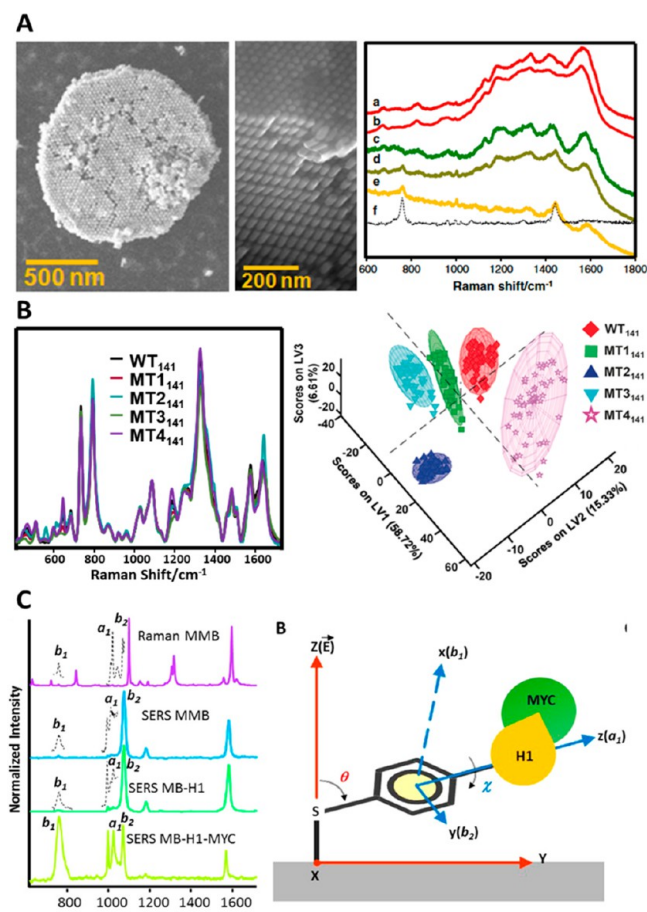 A
500 nm
200 nm
a
b
c
d
e
f
600 800 1000 1200 1400 1600 1800
Raman shift/cm-1
B
WT141
MT1141
MT2141
MT3141
MT4141
600 800 1000 1200 1400 1600
Raman Shift/cm-1
Scores on LV3
(6.61%)
40
20
0
-20
-40
-40
-20
0
20
40
60
Scores on LV1 (58.72%)
-20
-10
0
10
20
Scores on LV2 (15.33%)
WT141
MT1141
MT2141
MT3141
MT4141
C
Normalized Intensity
b1 a1 b2 Raman MMB
b1 a1 b2 SERS MMB
b1 a1 b2 SERS MB-H1
b1 a1 b2 SERS MB-H1-MYC
800 1000 1200 1400 1600
B
Z(E)
x(b1)
MYC
H1
z(a1)
θ
χ
S
y(b2)
X
Y